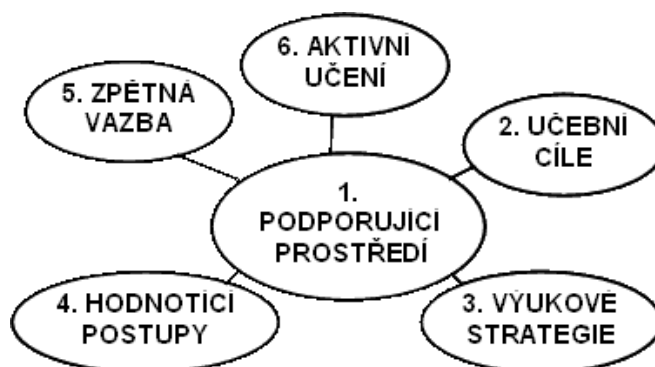 6. AKTIVNÍ
UČENÍ
5. ZPĚTNÁ
VAZBA
2. UČEBNÍ
CÍLE
1.
PODPORUJÍCÍ
PROSTŘEDÍ
4. HODNOTÍCÍ
POSTUPY
3. VÝUKOVÉ
STRATEGIE